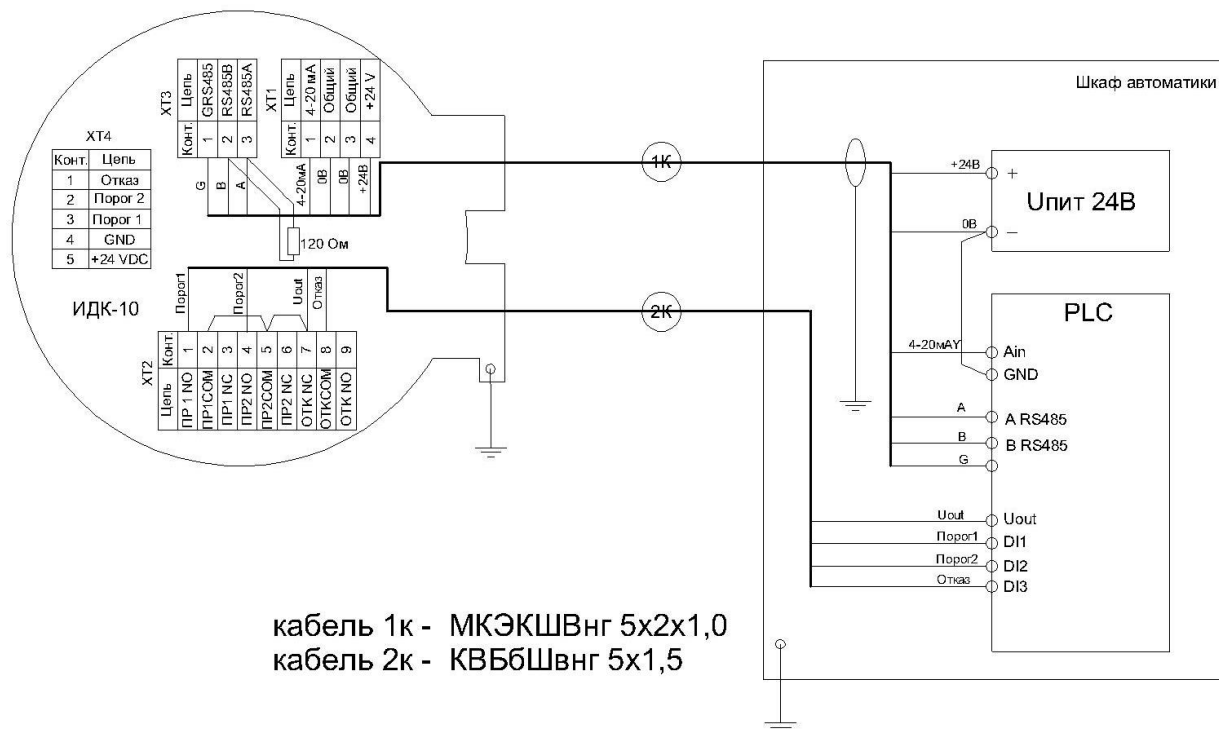 Шкаф автоматики
XT3
Конт. Цепь
1 GRS485
2 RS485B
3 RS485A
XT1
Конт. Цепь
1 4-20 мА
2 Общий
3 Общий
4 +24 V
XT4
Конт. Цепь
1 Отказ
2 Порог 2
3 Порог 1
4 GND
5 +24 VDC
G
B
A
4-20мА
0В
0В
+24В
120 Ом
1К
2К
ИДК-10
Порог1
Порог2
Uout
Отказ
XT2
Цепь Конт.
ПР 1 NO 1
ПР1COM 2
ПР1 NC 3
ПР2 NO 4
ПР2COM 5
ПР2 NC 6
ОТК NC 7
ОТКCOM 8
ОТК NO 9
+24В +
Uпит 24В
0В −
PLC
4-20мАY Ain
GND
A A RS485
B B RS485
G
Uout Uout
Порог1 DI1
Порог2 DI2
Отказ DI3
кабель 1к - МКЭКШВнг 5х2х1,0
кабель 2к - КВБбШвнг 5х1,5